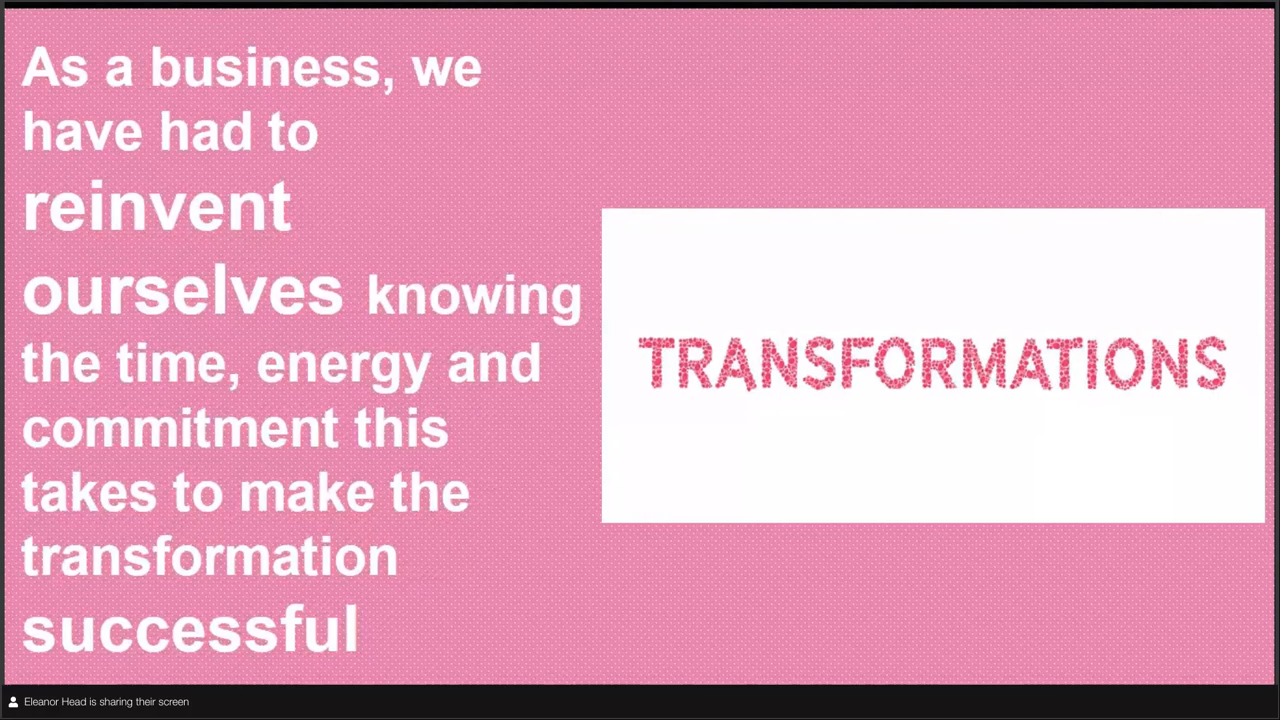 As a business, we
have had to
reinvent
ourselves knowing
the time, energy and
commitment this
takes to make the
transformation
successful
TRANSFORMATIONS
Eleanor Head is sharing their screen